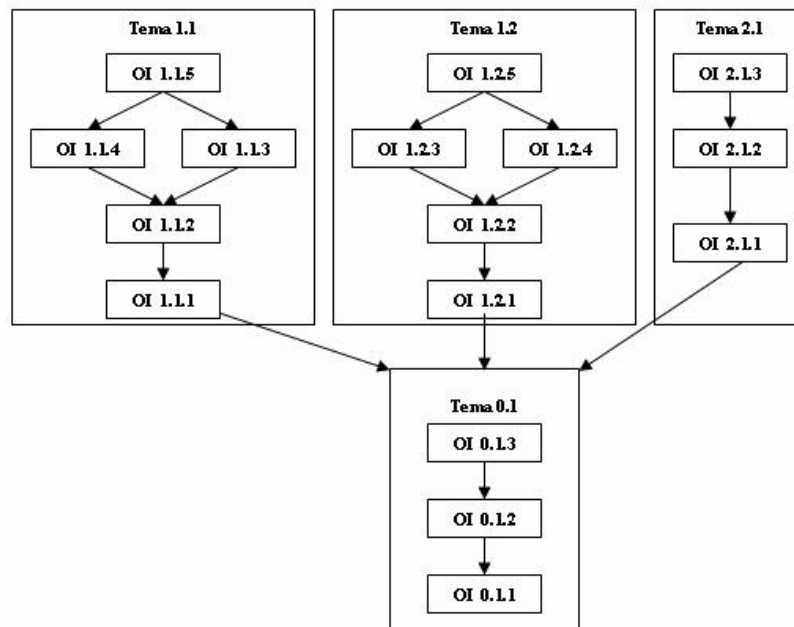 Tema 1.1
OI 1.1.5
OI 1.1.4
OI 1.1.3
OI 1.1.2
OI 1.1.1
Tema 1.2
OI 1.2.5
OI 1.2.3
OI 1.2.4
OI 1.2.2
OI 1.2.1
Tema 2.1
OI 2.1.3
OI 2.1.2
OI 2.1.1
Tema 0.1
OI 0.1.3
OI 0.1.2
OI 0.1.1